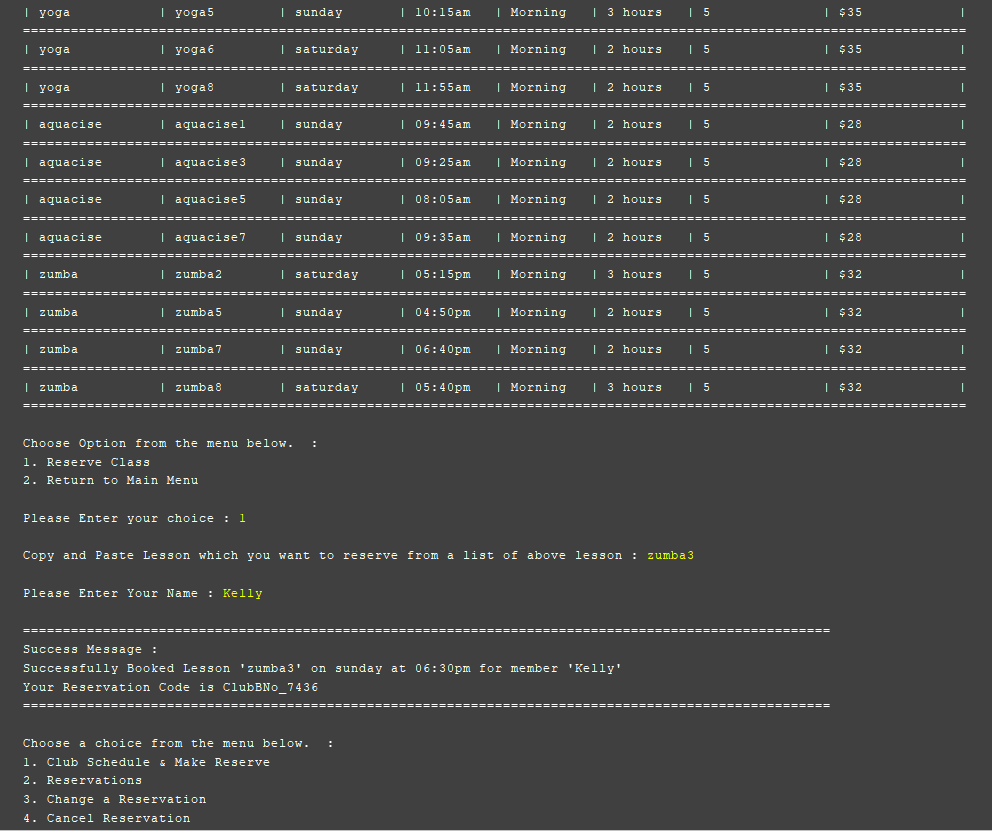 | yoga | yoga5 | sunday | 10:15am | Morning | 3 hours | 5 | $35 |
======================================================================================================================
| yoga | yoga6 | saturday | 11:05am | Morning | 2 hours | 5 | $35 |
======================================================================================================================
| yoga | yoga8 | saturday | 11:55am | Morning | 2 hours | 5 | $35 |
======================================================================================================================
| aquacise | aquacise1 | sunday | 09:45am | Morning | 2 hours | 5 | $28 |
======================================================================================================================
| aquacise | aquacise3 | sunday | 09:25am | Morning | 2 hours | 5 | $28 |
======================================================================================================================
| aquacise | aquacise5 | sunday | 08:05am | Morning | 2 hours | 5 | $28 |
======================================================================================================================
| aquacise | aquacise7 | sunday | 09:35am | Morning | 2 hours | 5 | $28 |
======================================================================================================================
| zumba | zumba2 | saturday | 05:15pm | Morning | 3 hours | 5 | $32 |
======================================================================================================================
| zumba | zumba5 | sunday | 04:50pm | Morning | 2 hours | 5 | $32 |
======================================================================================================================
| zumba | zumba7 | sunday | 06:40pm | Morning | 2 hours | 5 | $32 |
======================================================================================================================
| zumba | zumba8 | saturday | 05:40pm | Morning | 3 hours | 5 | $32 |
======================================================================================================================
Choose Option from the menu below.  :
1. Reserve Class
2. Return to Main Menu
Please Enter your choice : 1
Copy and Paste Lesson which you want to reserve from a list of above lesson : zumba3
Please Enter Your Name : Kelly
=====================================================================================================
Success Message :
Successfully Booked Lesson 'zumba3' on sunday at 06:30pm for member 'Kelly'
Your Reservation Code is ClubBNo_7436
=====================================================================================================
Choose a choice from the menu below.  :
1. Club Schedule & Make Reserve
2. Reservations
3. Change a Reservation
4. Cancel Reservation